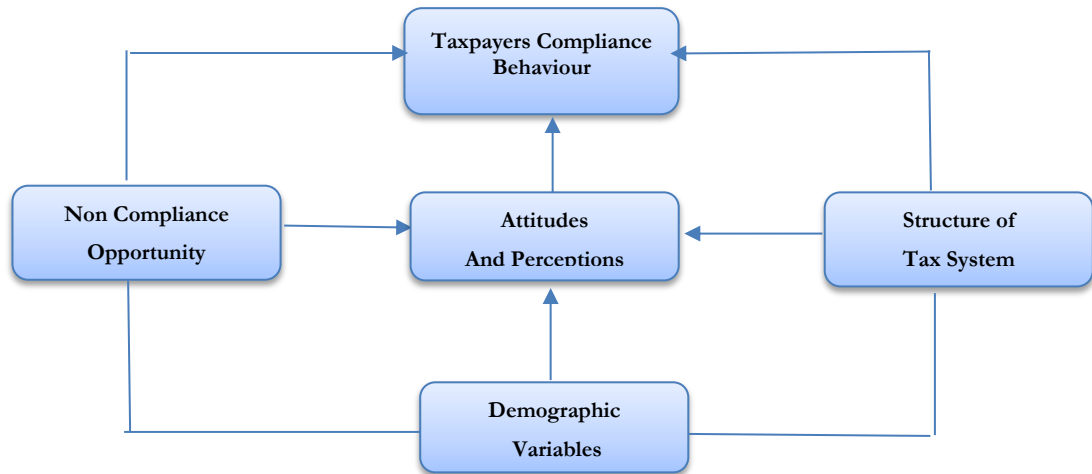 Taxpayers Compliance
Behaviour
Non Compliance
Opportunity
Attitudes
And Perceptions
Structure of
Tax System
Demographic
Variables